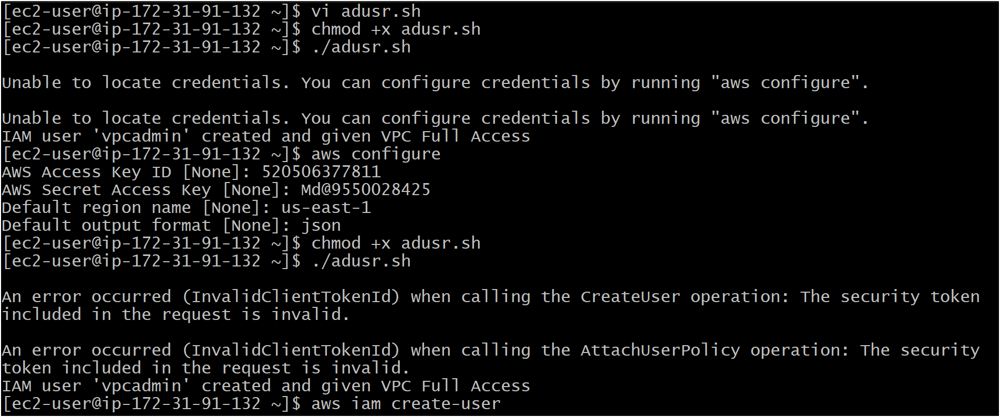 [ec2-user@ip-172-31-91-132 ~]$ vi adusr.sh
[ec2-user@ip-172-31-91-132 ~]$ chmod +x adusr.sh
[ec2-user@ip-172-31-91-132 ~]$ ./adusr.sh
Unable to locate credentials. You can configure credentials by running "aws configure".
Unable to locate credentials. You can configure credentials by running "aws configure".
IAM user 'vpcadmin' created and given VPC Full Access
[ec2-user@ip-172-31-91-132 ~]$ aws configure
AWS Access Key ID [None]: 520506377811
AWS Secret Access Key [None]: Md@9550028425
Default region name [None]: us-east-1
Default output format [None]: json
[ec2-user@ip-172-31-91-132 ~]$ chmod +x adusr.sh
[ec2-user@ip-172-31-91-132 ~]$ ./adusr.sh
An error occurred (InvalidClientTokenId) when calling the CreateUser operation: The security token
included in the request is invalid.
An error occurred (InvalidClientTokenId) when calling the AttachUserPolicy operation: The security
token included in the request is invalid.
IAM user 'vpcadmin' created and given VPC Full Access
[ec2-user@ip-172-31-91-132 ~]$ aws iam create-user